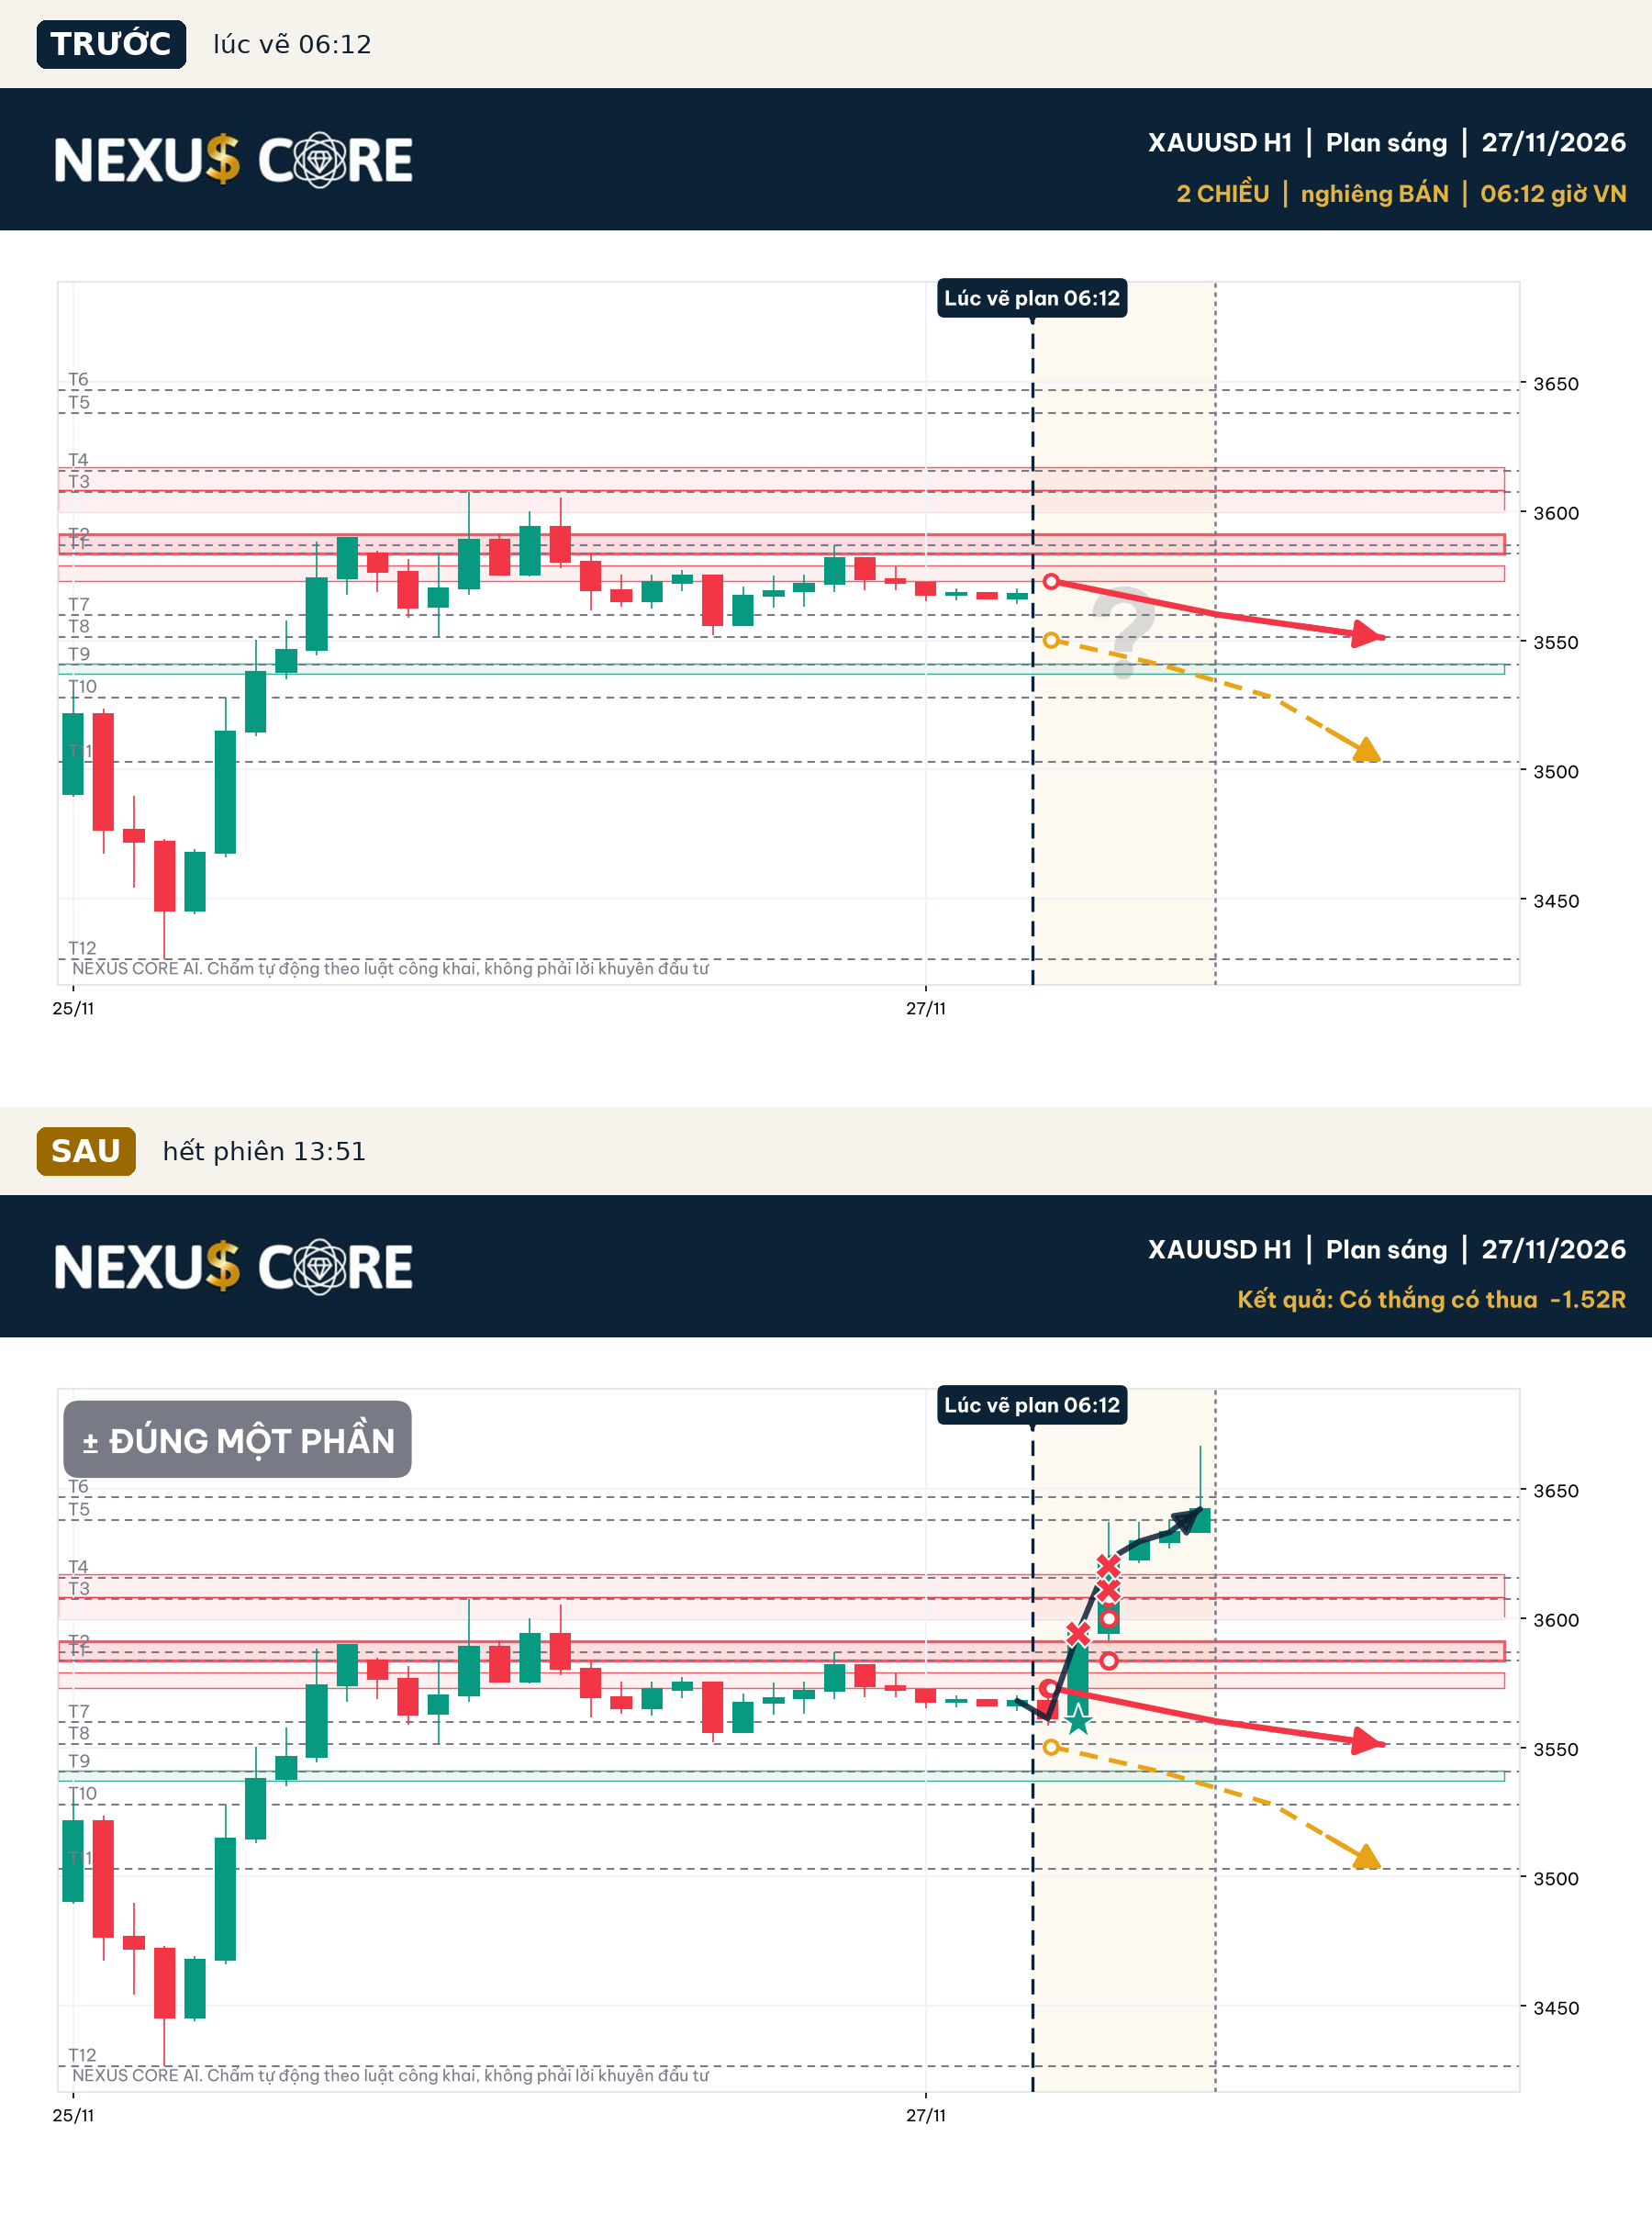 TRƯỚC lúc vẽ 06:12
NEXU$ CORE
XAUUSD H1 | Plan sáng | 27/11/2026
2 CHIỀU | nghiêng BÁN | 06:12 giờ VN
Lúc vẽ plan 06:12
T6
3650
T5
T4
T3
3600
T2
T1
?
T7
T8
3550
T9
T10
T11
3500
3450
T12
NEXUS CORE AI. Chấm tự động theo luật công khai, không phải lời khuyên đầu tư
25/11
27/11
SAU hết phiên 13:51
NEXU$ CORE
XAUUSD H1 | Plan sáng | 27/11/2026
Kết quả: Có thắng có thua -1.52R
Lúc vẽ plan 06:12
± ĐÚNG MỘT PHẦN
T6
3650
T5
T4
T3
3600
T2
T1
T7
T8
3550
T9
T10
T11
3500
3450
T12
NEXUS CORE AI. Chấm tự động theo luật công khai, không phải lời khuyên đầu tư
25/11
27/11